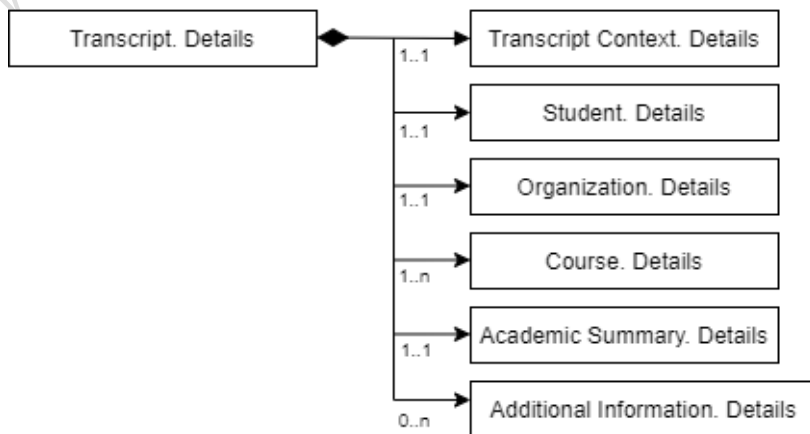 Transcript. Details
Transcript Context. Details
1..1
Student. Details
1..1
Organization. Details
1..1
Course. Details
1..n
Academic Summary. Details
1..1
Additional Information. Details
0..n